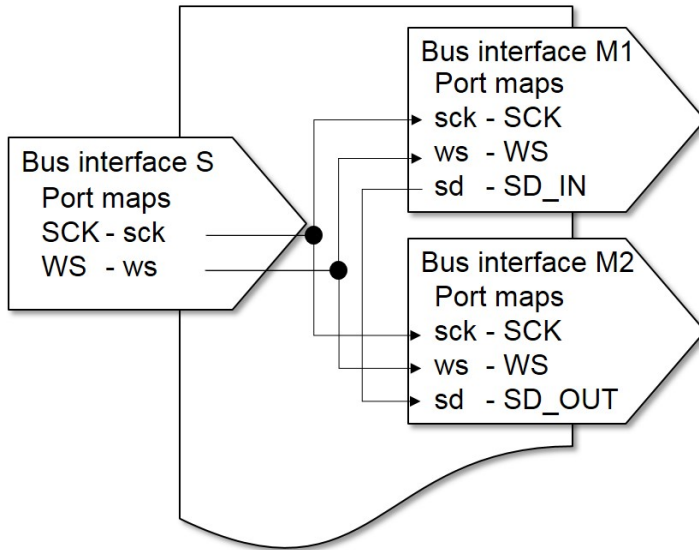 Bus interface M1
Port maps
sck - SCK
ws - WS
sd - SD_IN
Bus interface S
Port maps
SCK - sck
WS - ws
Bus interface M2
Port maps
sck - SCK
ws - WS
sd - SD_OUT